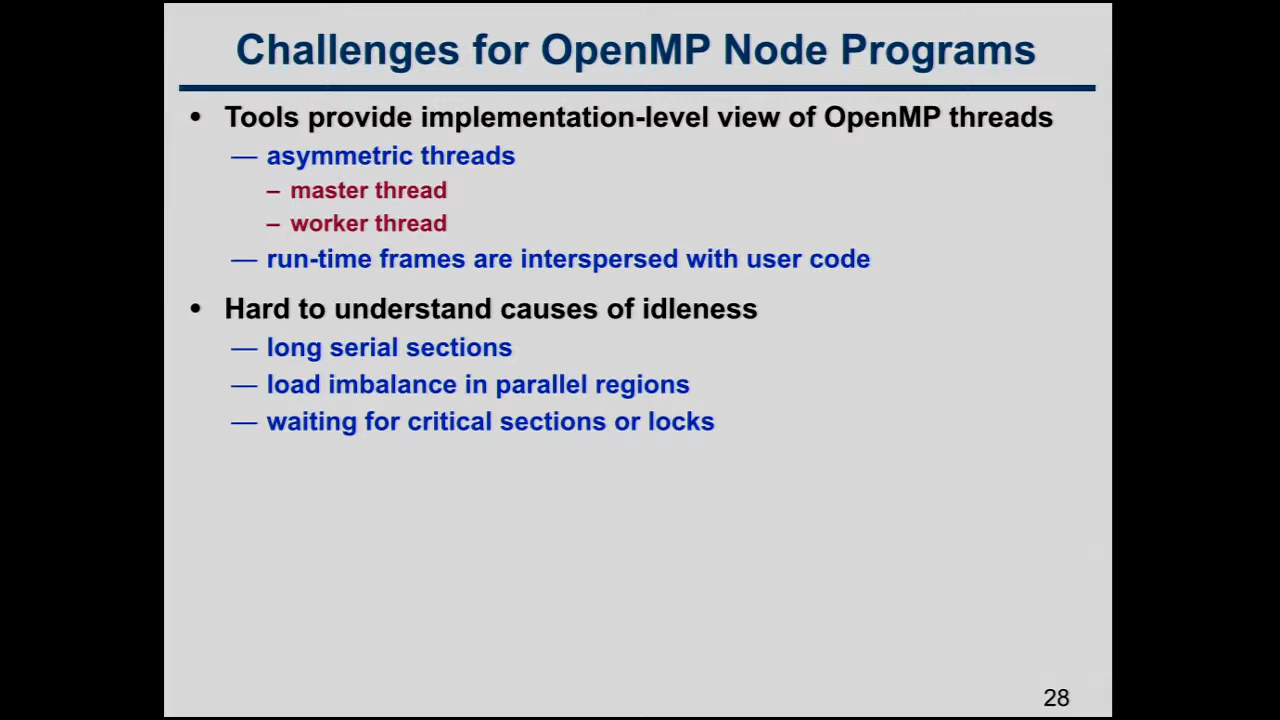 Challenges for OpenMP Node Programs
• Tools provide implementation-level view of OpenMP threads
— asymmetric threads
– master thread
– worker thread
— run-time frames are interspersed with user code
• Hard to understand causes of idleness
— long serial sections
— load imbalance in parallel regions
— waiting for critical sections or locks
28